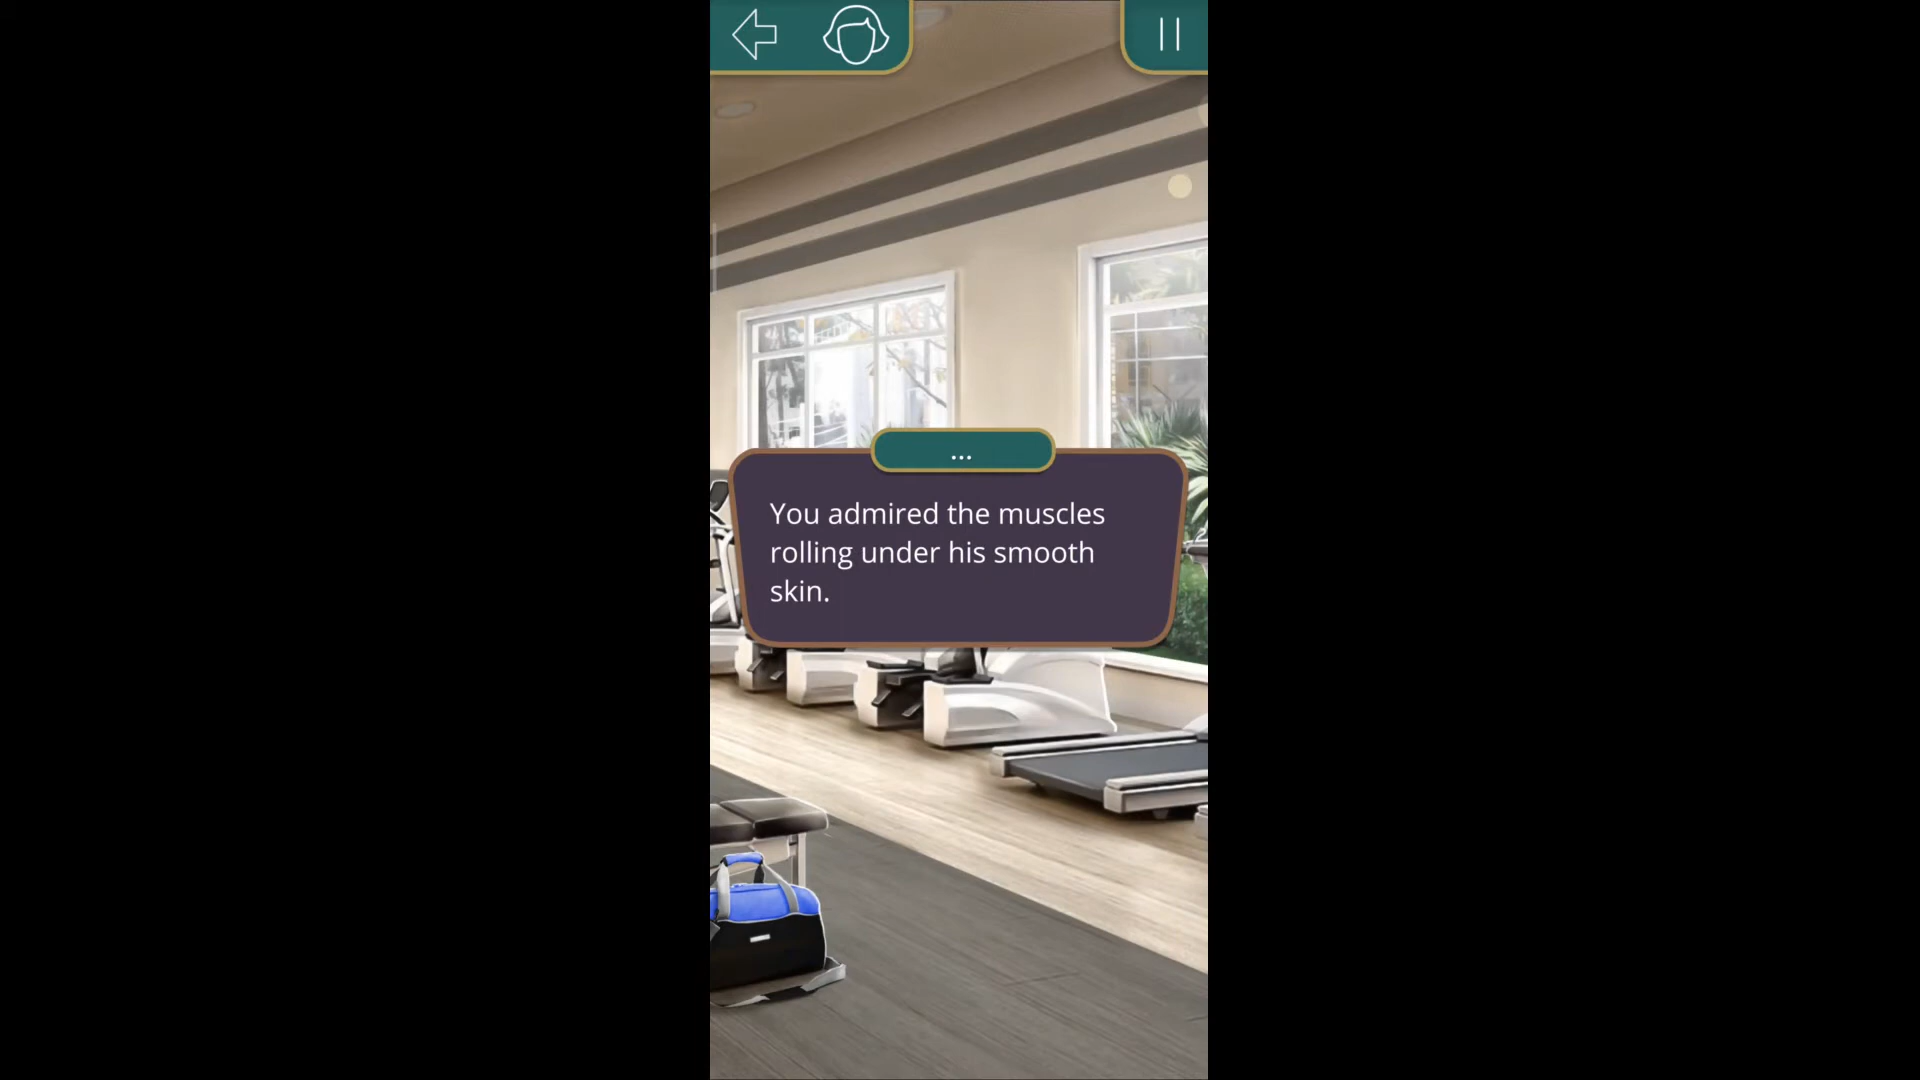 ...
You admired the muscles
rolling under his smooth
skin.